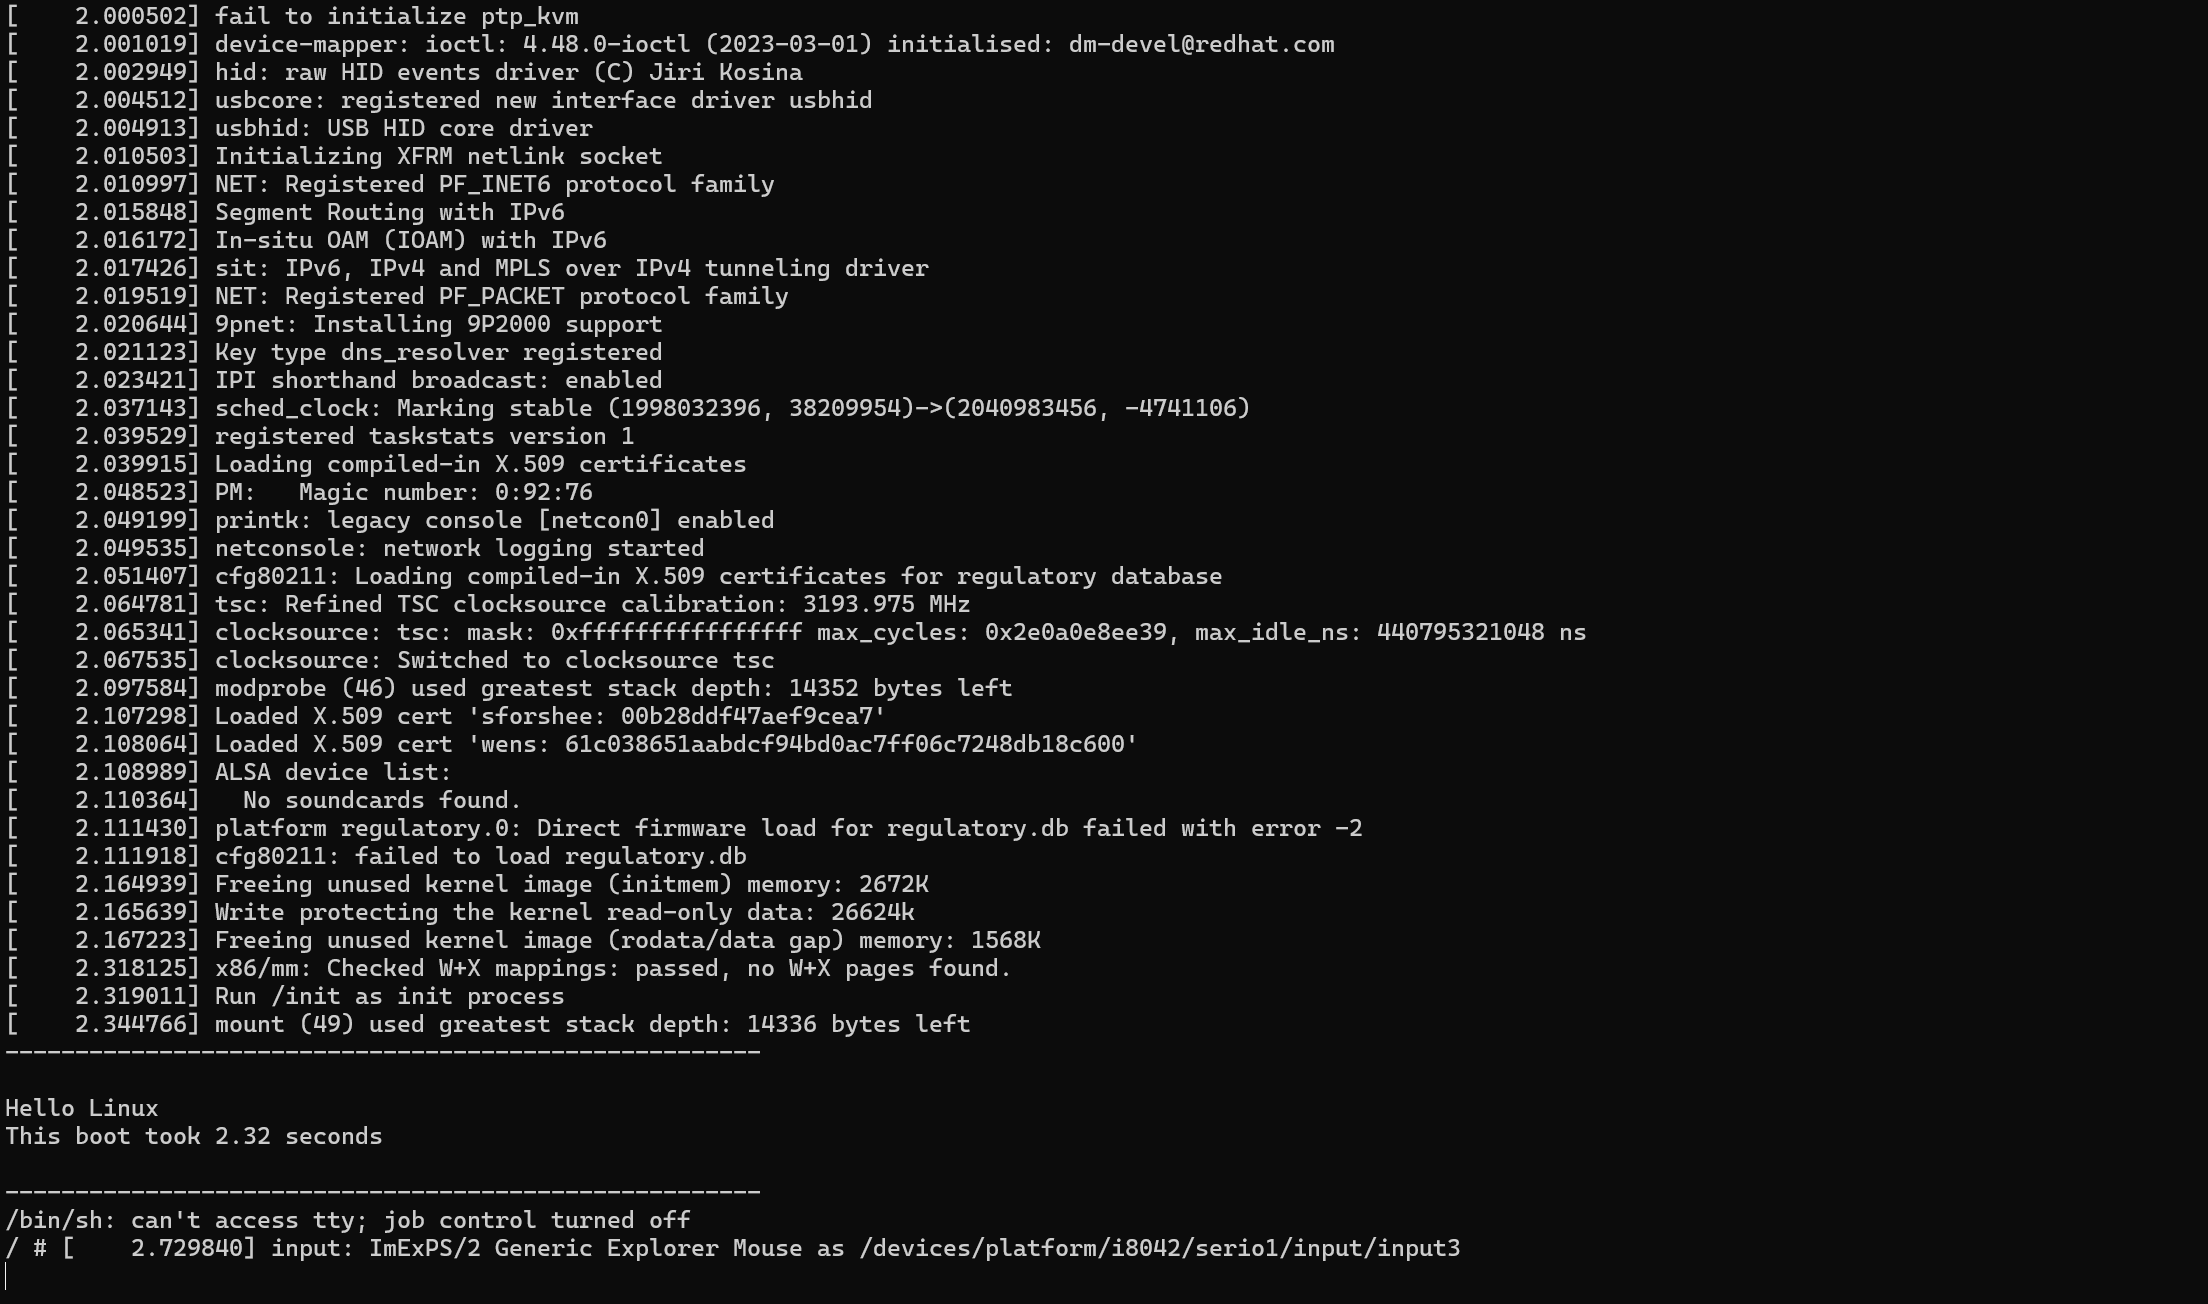 [    2.000502] fail to initialize ptp_kvm
[    2.001019] device-mapper: ioctl: 4.48.0-ioctl (2023-03-01) initialised: dm-devel@redhat.com
[    2.002949] hid: raw HID events driver (C) Jiri Kosina
[    2.004512] usbcore: registered new interface driver usbhid
[    2.004913] usbhid: USB HID core driver
[    2.010503] Initializing XFRM netlink socket
[    2.010997] NET: Registered PF_INET6 protocol family
[    2.015848] Segment Routing with IPv6
[    2.016172] In-situ OAM (IOAM) with IPv6
[    2.017426] sit: IPv6, IPv4 and MPLS over IPv4 tunneling driver
[    2.019519] NET: Registered PF_PACKET protocol family
[    2.020644] 9pnet: Installing 9P2000 support
[    2.021123] Key type dns_resolver registered
[    2.023421] IPI shorthand broadcast: enabled
[    2.037143] sched_clock: Marking stable (1998032396, 38209954)->(2040983456, -4741106)
[    2.039529] registered taskstats version 1
[    2.039915] Loading compiled-in X.509 certificates
[    2.048523] PM:   Magic number: 0:92:76
[    2.049199] printk: legacy console [netcon0] enabled
[    2.049535] netconsole: network logging started
[    2.051407] cfg80211: Loading compiled-in X.509 certificates for regulatory database
[    2.064781] tsc: Refined TSC clocksource calibration: 3193.975 MHz
[    2.065341] clocksource: tsc: mask: 0xffffffffffffffff max_cycles: 0x2e0a0e8ee39, max_idle_ns: 440795321048 ns
[    2.067535] clocksource: Switched to clocksource tsc
[    2.097584] modprobe (46) used greatest stack depth: 14352 bytes left
[    2.107298] Loaded X.509 cert 'sforshee: 00b28ddf47aef9cea7'
[    2.108064] Loaded X.509 cert 'wens: 61c038651aabdcf94bd0ac7ff06c7248db18c600'
[    2.108989] ALSA device list:
[    2.110364]   No soundcards found.
[    2.111430] platform regulatory.0: Direct firmware load for regulatory.db failed with error -2
[    2.111918] cfg80211: failed to load regulatory.db
[    2.164939] Freeing unused kernel image (initmem) memory: 2672K
[    2.165639] Write protecting the kernel read-only data: 26624k
[    2.167223] Freeing unused kernel image (rodata/data gap) memory: 1568K
[    2.318125] x86/mm: Checked W+X mappings: passed, no W+X pages found.
[    2.319011] Run /init as init process
[    2.344766] mount (49) used greatest stack depth: 14336 bytes left
------------------------------------------------------
Hello Linux
This boot took 2.32 seconds
------------------------------------------------------
/bin/sh: can't access tty; job control turned off
/ # [    2.729840] input: ImExPS/2 Generic Explorer Mouse as /devices/platform/i8042/serio1/input/input3